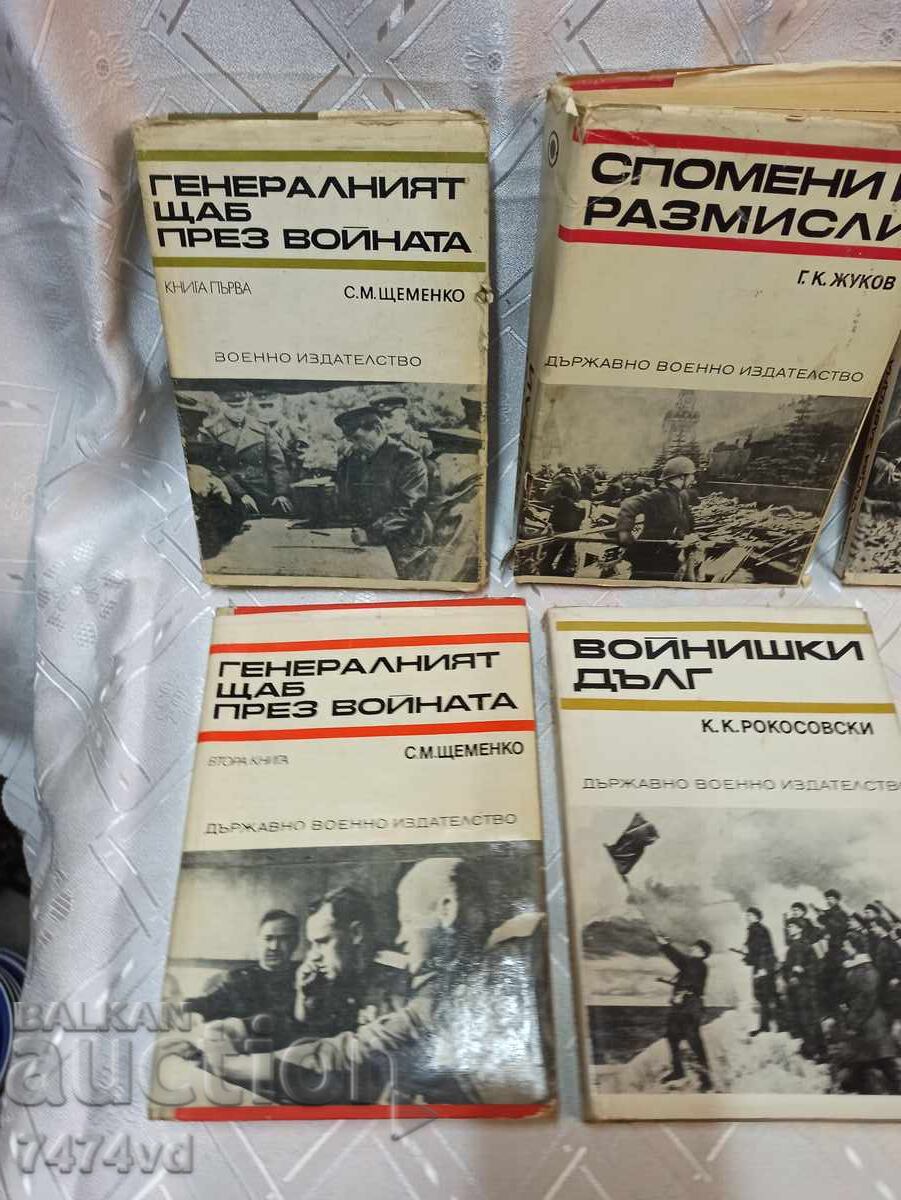 ГЕНЕРАЛНИЯТ
ЩАБ
ПРЕЗ ВОЙНАТА
КНИГА ПЪРВА
С.М.ЩЕМЕНКО
ВОЕННО ИЗДАТЕЛСТВО
СПОМЕНИ И
РАЗМИСЛИ
Г.К.ЖУКОВ
ДЪРЖАВНО ВОЕННО ИЗДАТЕЛСТВО
ГЕНЕРАЛНИЯТ
ЩАБ
ПРЕЗ ВОЙНАТА
ВТОРА КНИГА
С.М.ЩЕМЕНКО
ДЪРЖАВНО ВОЕННО ИЗДАТЕЛСТВО
ВОЙНИШКИ
ДЪЛГ
К.К.РОКОСОВСКИ
ДЪРЖАВНО ВОЕННО ИЗДАТЕЛСТВО
BALKAN
auction
7474vd